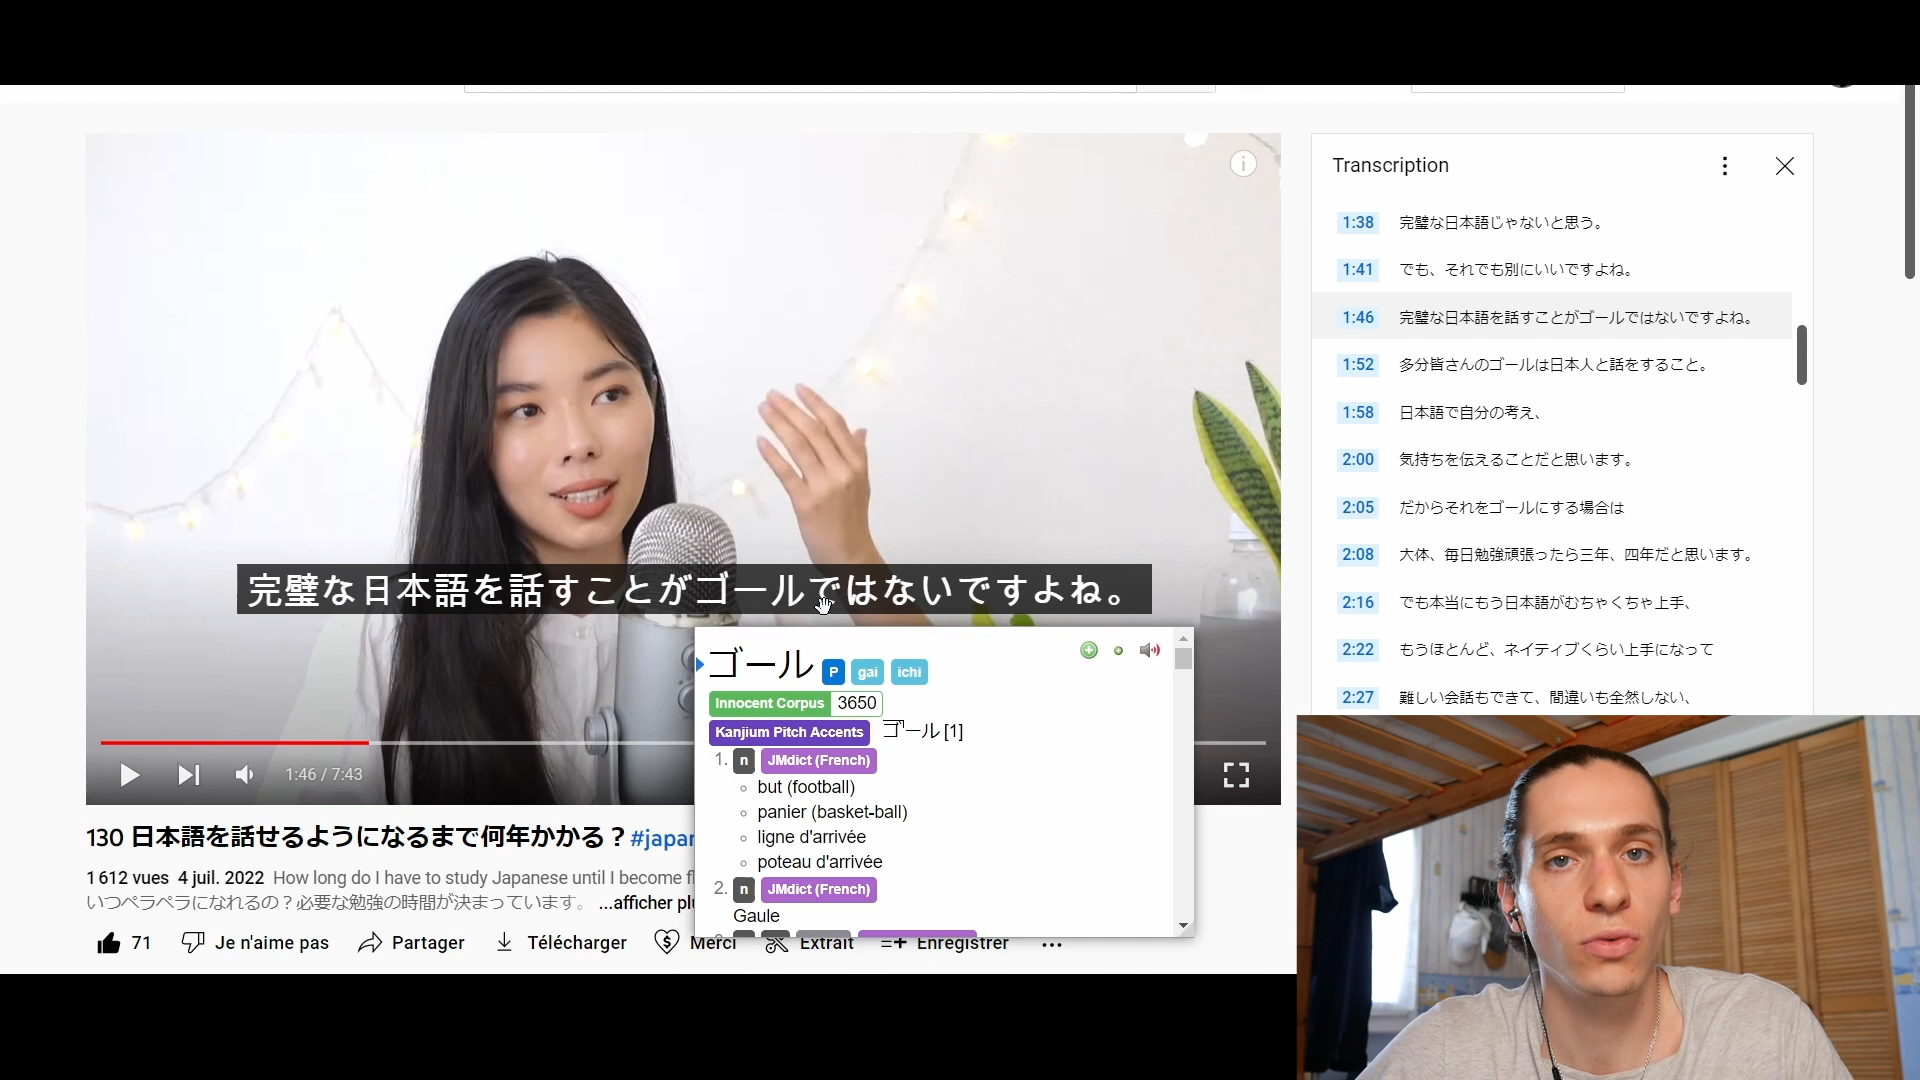 Transcription
1:38 完璧な日本語じゃないと思う。
1:41 でも、それでも別にいいですよね。
1:46 完璧な日本語を話すことがゴールではないですよね。
1:52 多分皆さんのゴールは日本人と話をすること。
1:58 日本語で自分の考え、
2:00 気持ちを伝えることだと思います。
2:05 だからそれをゴールにする場合は
2:08 大体、毎日勉強頑張ったら三年、四年だと思います。
2:16 でも本当にもう日本語がむちゃくちゃ上手、
2:22 もうほとんど、ネイティブくらい上手になって
2:27 難しい会話もできて、間違いも全然しない、
完璧な日本語を話すことがゴールではないですよね。
ゴール P gai ichi
Innocent Corpus 3650
Kanjium Pitch Accents ゴール [1]
1. n JMdict (French)
but (football)
panier (basket-ball)
ligne d'arrivée
poteau d'arrivée
2. n JMdict (French)
Gaule
1:46 / 7:43
130 日本語を話せるようになるまで何年かかる？#japan
1 612 vues 4 juil. 2022 How long do I have to study Japanese until I become fl
いつペラペラになれるの？必要な勉強の時間が決まっています。 ...afficher plu
71 Je n'aime pas Partager Télécharger Merci Extrait Enregistrer